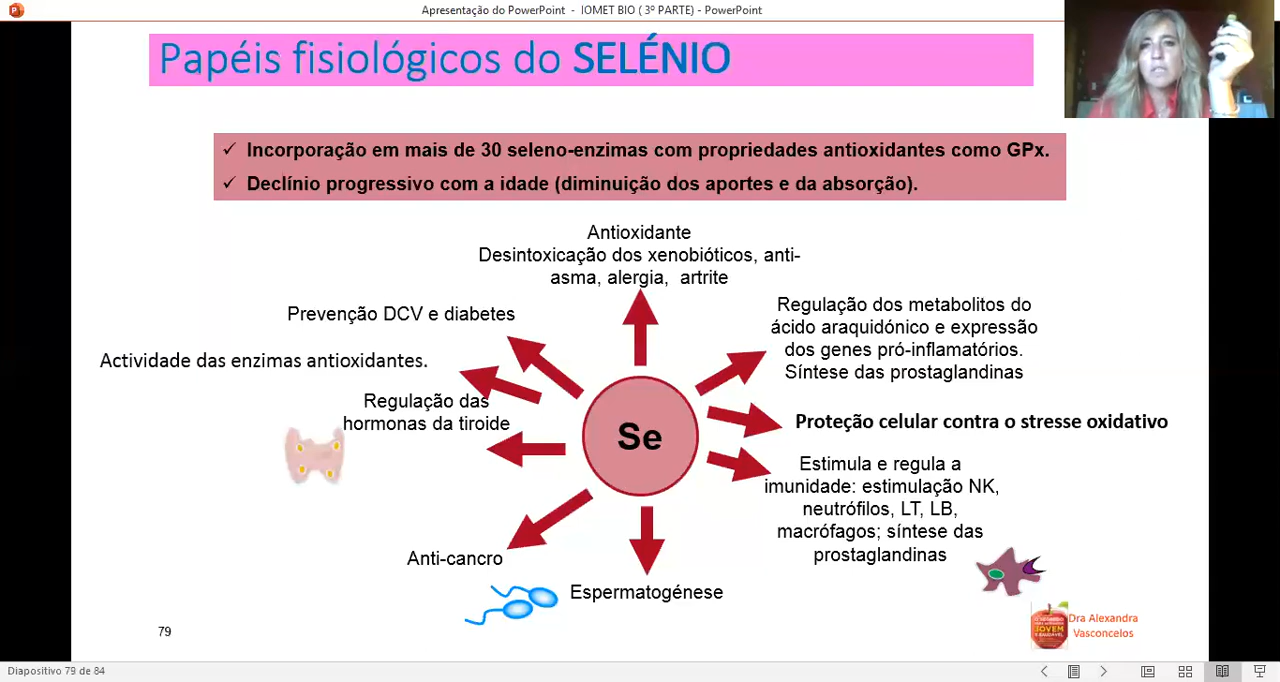 Apresentação do PowerPoint - IOMET BIO ( 3º PARTE) - PowerPoint
Papéis fisiológicos do SELÉNIO
✓ Incorporação em mais de 30 seleno-enzimas com propriedades antioxidantes como GPx.
✓ Declínio progressivo com a idade (diminuição dos aportes e da absorção).
Antioxidante
Desintoxicação dos xenobióticos, anti-
asma, alergia, artrite
Prevenção DCV e diabetes
Regulação dos metabolitos do
ácido araquidónico e expressão
dos genes pró-inflamatórios.
Síntese das prostaglandinas
Actividade das enzimas antioxidantes.
Regulação das
hormonas da tiroide
Se
Proteção celular contra o stresse oxidativo
Estimula e regula a
imunidade: estimulação NK,
neutrófilos, LT, LB,
macrófagos; síntese das
prostaglandinas
Anti-cancro
Espermatogénese
79
JOVEM
Dra Alexandra
Vasconcelos
Diapositivo 79 de 84